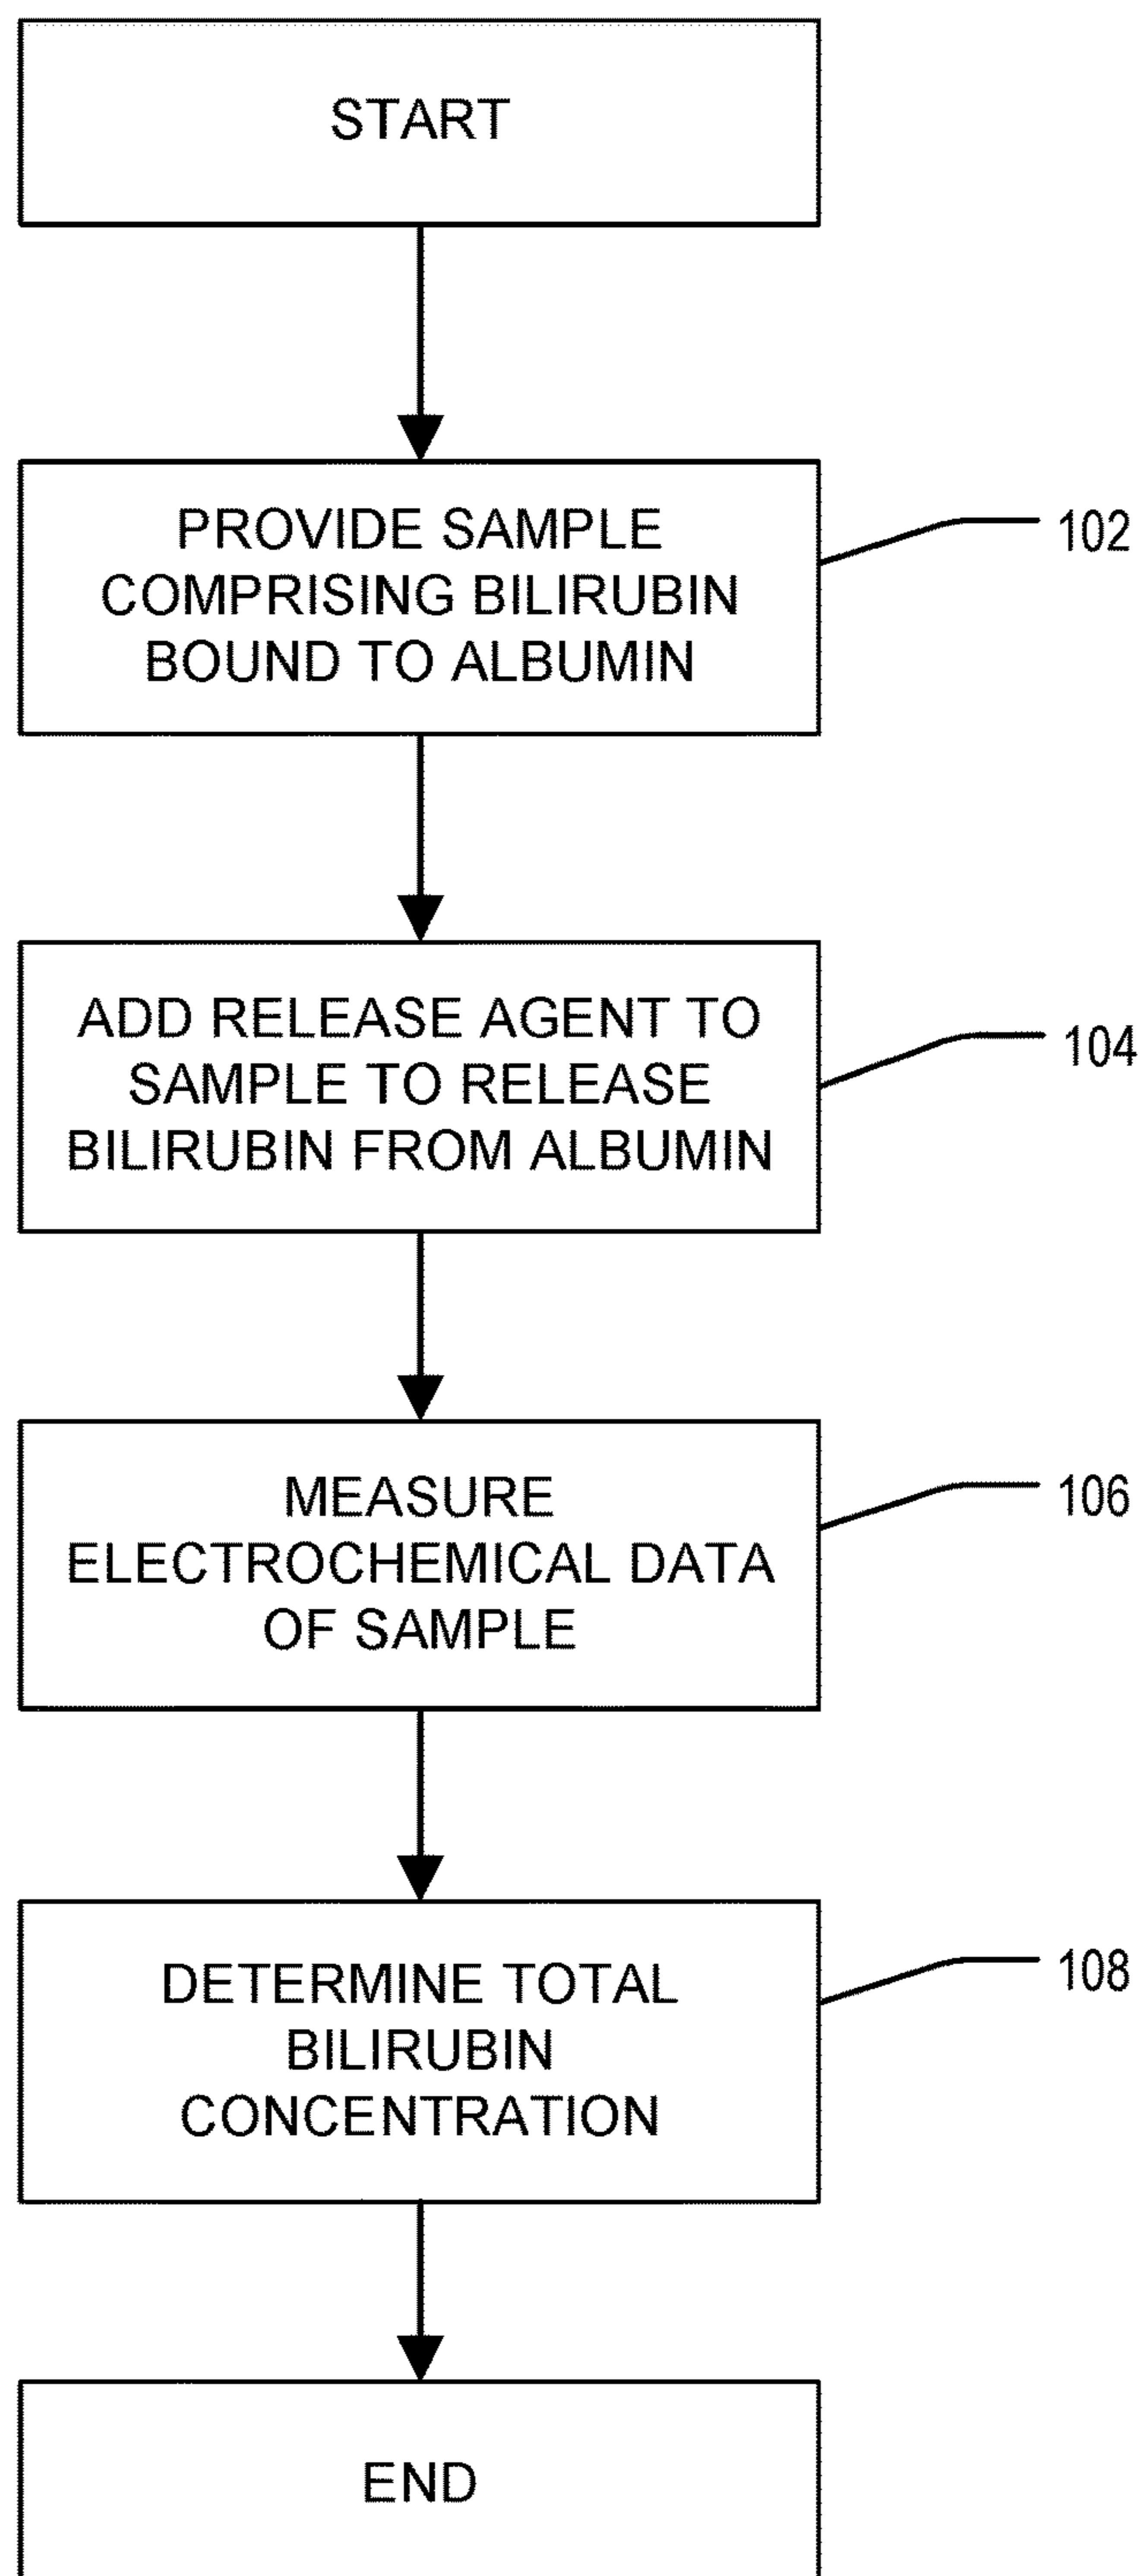 START
PROVIDE SAMPLE
COMPRISING BILIRUBIN
BOUND TO ALBUMIN
102
ADD RELEASE AGENT TO
SAMPLE TO RELEASE
BILIRUBIN FROM ALBUMIN
104
MEASURE
ELECTROCHEMICAL DATA
OF SAMPLE
106
DETERMINE TOTAL
BILIRUBIN
CONCENTRATION
108
END